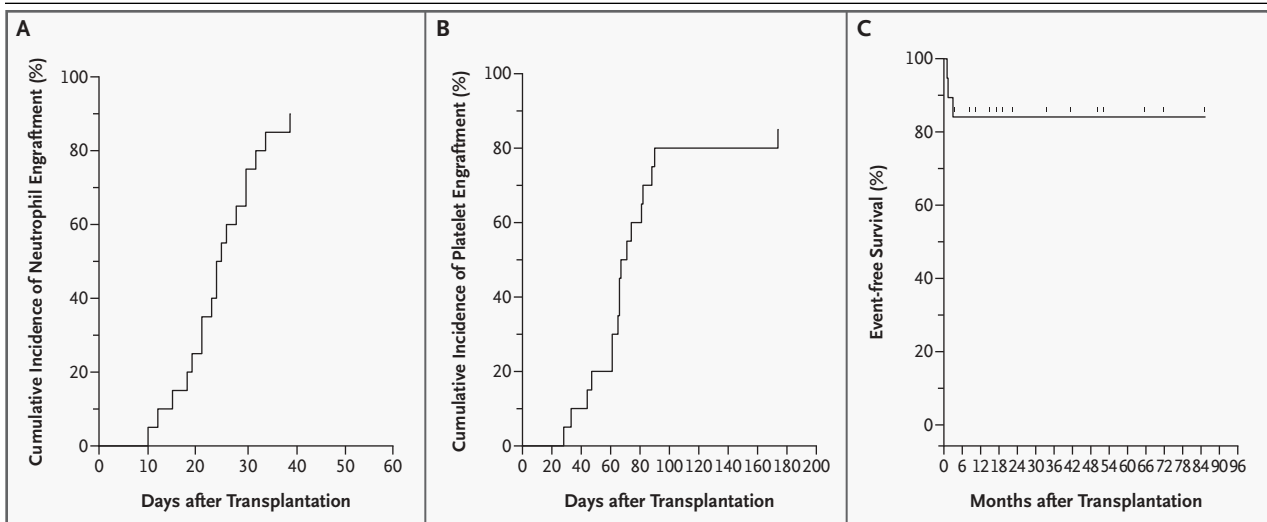 A
Cumulative Incidence of Neutrophil Engraftment (%)
100
80
60
40
20
0
0 10 20 30 40 50 60
Days after Transplantation
B
Cumulative Incidence of Platelet Engraftment (%)
100
80
60
40
20
0
0 20 40 60 80 100 120 140 160 180 200
Days after Transplantation
C
Event-free Survival (%)
100
80
60
40
20
0
0 6 12 18 24 30 36 42 48 54 60 66 72 78 84 90 96
Months after Transplantation